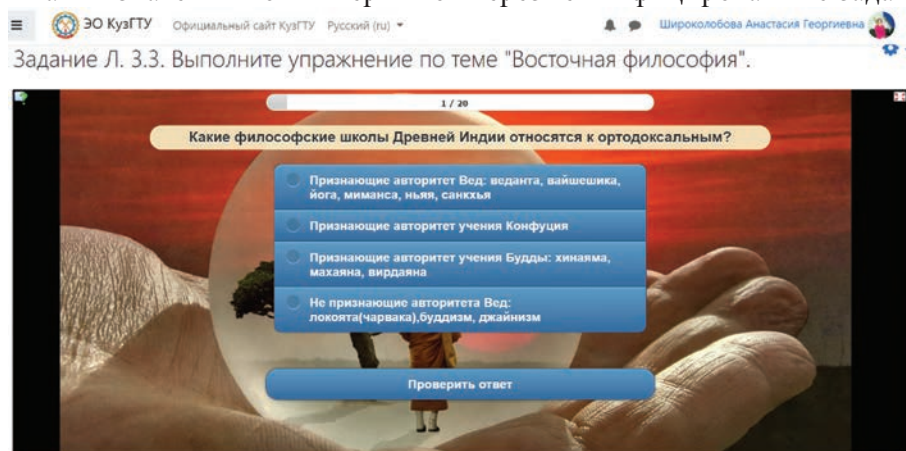 ЭО КузГТУ Официальный сайт КузГТУ Русский (ru) Широколобова Анастасия Георгиевна
Задание Л. 3.3. Выполните упражнение по теме "Восточная философия".
1 / 20
Какие философские школы Древней Индии относятся к ортодоксальным?
Признающие авторитет Вед: веданта, вайшешика,
йога, миманса, ньяя, санкхья
Признающие авторитет учения Конфуция
Признающие авторитет учения Будды: хинаяма,
махаяна, вирдаяна
Не признающие авторитета Вед:
локоята(чарвака),буддизм, джайнизм
Проверить ответ